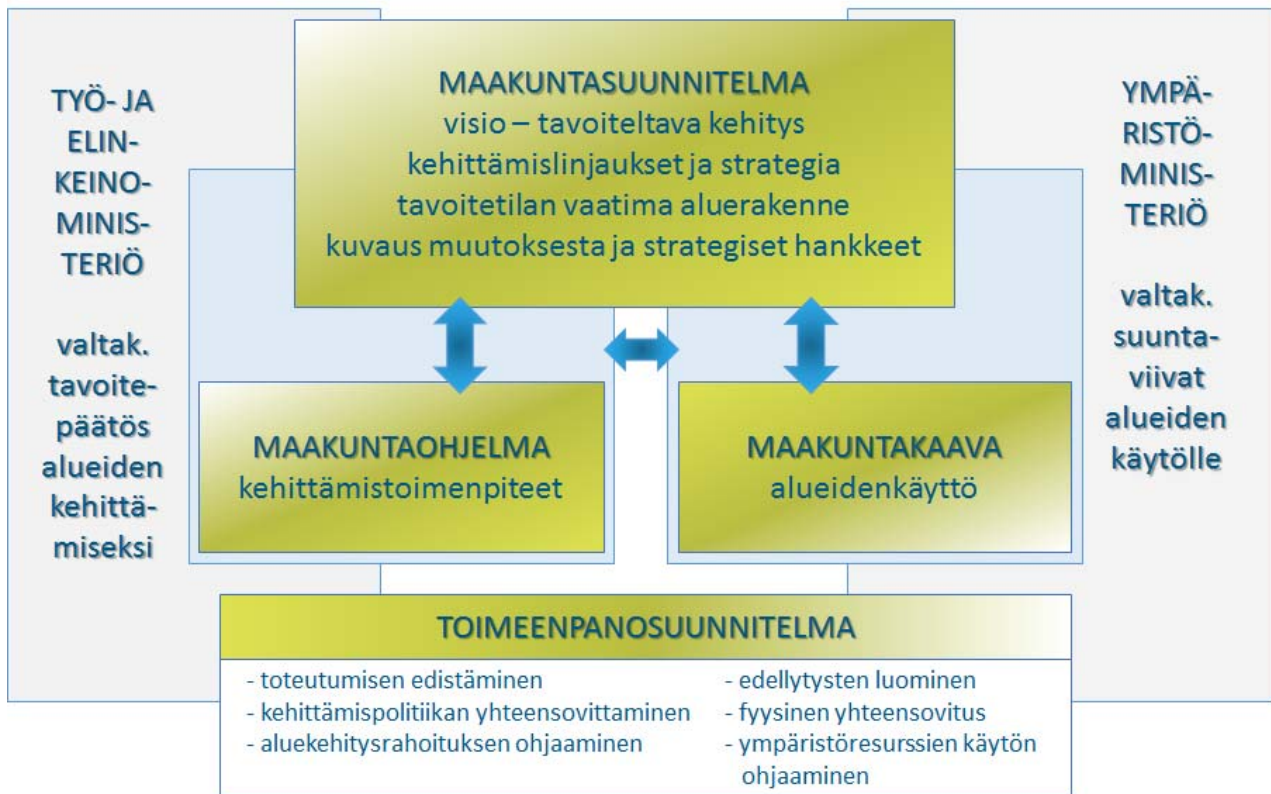 TYÖ- JA
ELIN-
KEINO-
MINIS-
TERIÖ
valtak.
tavoite-
päätös
alueiden
kehittä-
miseksi
MAAKUNTASUUNNITELMA
visio – tavoiteltava kehitys
kehittämislinjaukset ja strategia
tavoitetilan vaatima aluerakenne
kuvaus muutoksesta ja strategiset hankkeet
YMPÄ-
RISTÖ-
MINIS-
TERIÖ
valtak.
suunta-
viivat
alueiden
käytölle
MAAKUNTAOHJELMA
kehittämistoimenpiteet
MAAKUNTAKAAVA
alueidenkäyttö
TOIMEENPANOSUUNNITELMA
- toteutumisen edistäminen
- kehittämispolitiikan yhteensovittaminen
- aluekehitysrahoituksen ohjaaminen
- edellytysten luominen
- fyysinen yhteensovitus
- ympäristöresurssien käytön
ohjaaminen